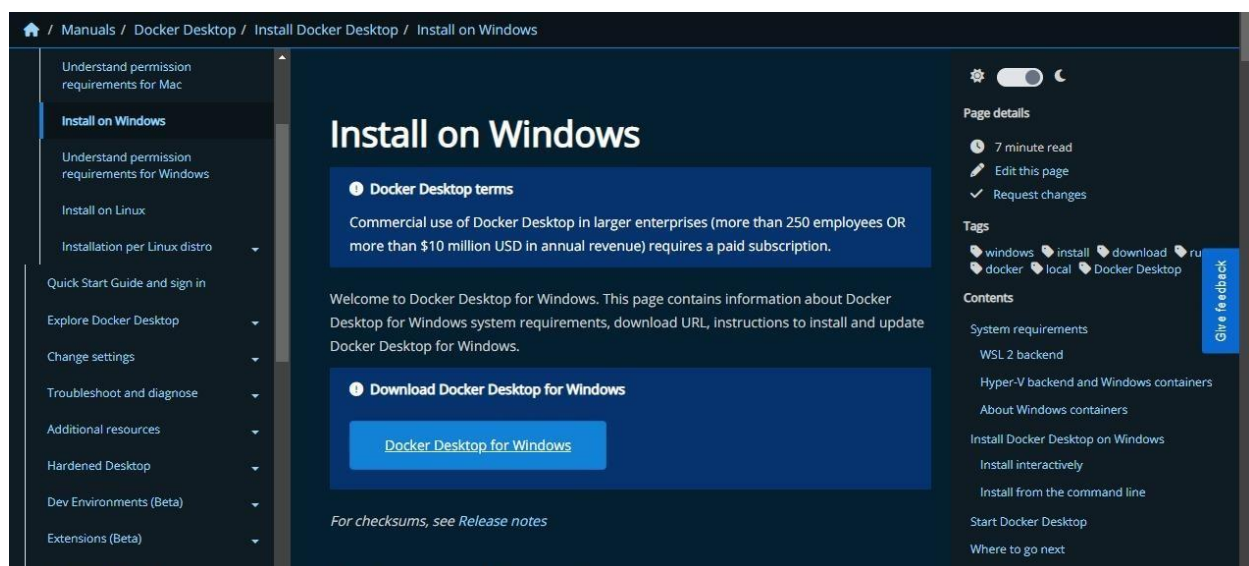 / Manuals / Docker Desktop / Install Docker Desktop / Install on Windows
Understand permission
requirements for Mac
Install on Windows
Understand permission
requirements for Windows
Install on Linux
Installation per Linux distro
Quick Start Guide and sign in
Explore Docker Desktop
Change settings
Troubleshoot and diagnose
Additional resources
Hardened Desktop
Dev Environments (Beta)
Extensions (Beta)
Install on Windows
Docker Desktop terms
Commercial use of Docker Desktop in larger enterprises (more than 250 employees OR
more than $10 million USD in annual revenue) requires a paid subscription.
Welcome to Docker Desktop for Windows. This page contains information about Docker
Desktop for Windows system requirements, download URL, instructions to install and update
Docker Desktop for Windows.
Download Docker Desktop for Windows
Docker Desktop for Windows
For checksums, see Release notes
Page details
7 minute read
Edit this page
Request changes
Tags
windows install download ru
docker local Docker Desktop
Give feedback
Contents
System requirements
WSL 2 backend
Hyper-V backend and Windows containers
About Windows containers
Install Docker Desktop on Windows
Install interactively
Install from the command line
Start Docker Desktop
Where to go next